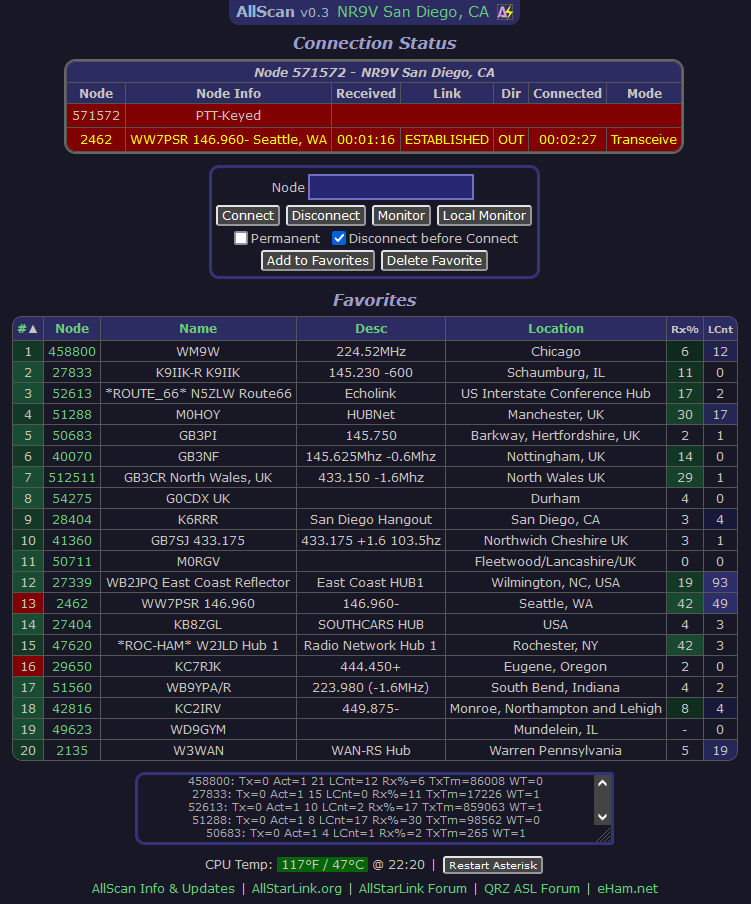 AllScan v0.3 NR9V San Diego, CA
Connection Status
Node 571572 - NR9V San Diego, CA
Node Node Info Received Link Dir Connected Mode
571572 PTT-Keyed
2462 WW7PSR 146.960- Seattle, WA 00:01:16 ESTABLISHED OUT 00:02:27 Transceive
Node
Connect Disconnect Monitor Local Monitor
Permanent Disconnect before Connect
Add to Favorites Delete Favorite
Favorites
#▲ Node Name Desc Location Rx% LCnt
1 458800 WM9W 224.52MHz Chicago 6 12
2 27833 K9IIK-R K9IIK 145.230 -600 Schaumburg, IL 11 0
3 52613 *ROUTE_66* N5ZLW Route66 Echolink US Interstate Conference Hub 17 2
4 51288 M0HOY HUBNet Manchester, UK 30 17
5 50683 GB3PI 145.750 Barkway, Hertfordshire, UK 2 1
6 40070 GB3NF 145.625Mhz -0.6Mhz Nottingham, UK 14 0
7 512511 GB3CR North Wales, UK 433.150 -1.6Mhz North Wales UK 29 1
8 54275 G0CDX UK Durham 4 0
9 28404 K6RRR San Diego Hangout San Diego, CA 3 4
10 41360 GB7SJ 433.175 433.175 +1.6 103.5hz Northwich Cheshire UK 3 1
11 50711 M0RGV Fleetwood/Lancashire/UK 0 0
12 27339 WB2JPQ East Coast Reflector East Coast HUB1 Wilmington, NC, USA 19 93
13 2462 WW7PSR 146.960 146.960- Seattle, WA 42 49
14 27404 KB8ZGL SOUTHCARS HUB USA 4 3
15 47620 *ROC-HAM* W2JLD Hub 1 Radio Network Hub 1 Rochester, NY 42 3
16 29650 KC7RJK 444.450+ Eugene, Oregon 2 0
17 51560 WB9YPA/R 223.980 (-1.6MHz) South Bend, Indiana 4 2
18 42816 KC2IRV 449.875- Monroe, Northampton and Lehigh 8 4
19 49623 WD9GYM Mundelein, IL - 0
20 2135 W3WAN WAN-RS Hub Warren Pennsylvania 5 19
458800: Tx=0 Act=1 21 LCnt=12 Rx%=6 TxTm=86008 WT=0
27833: Tx=0 Act=1 15 LCnt=0 Rx%=11 TxTm=17226 WT=1
52613: Tx=0 Act=1 10 LCnt=2 Rx%=17 TxTm=859063 WT=1
51288: Tx=0 Act=1 8 LCnt=17 Rx%=30 TxTm=98562 WT=0
50683: Tx=0 Act=1 4 LCnt=1 Rx%=2 TxTm=265 WT=1
CPU Temp: 117°F / 47°C @ 22:20 | Restart Asterisk
AllScan Info & Updates | AllStarLink.org | AllStarLink Forum | QRZ ASL Forum | eHam.net